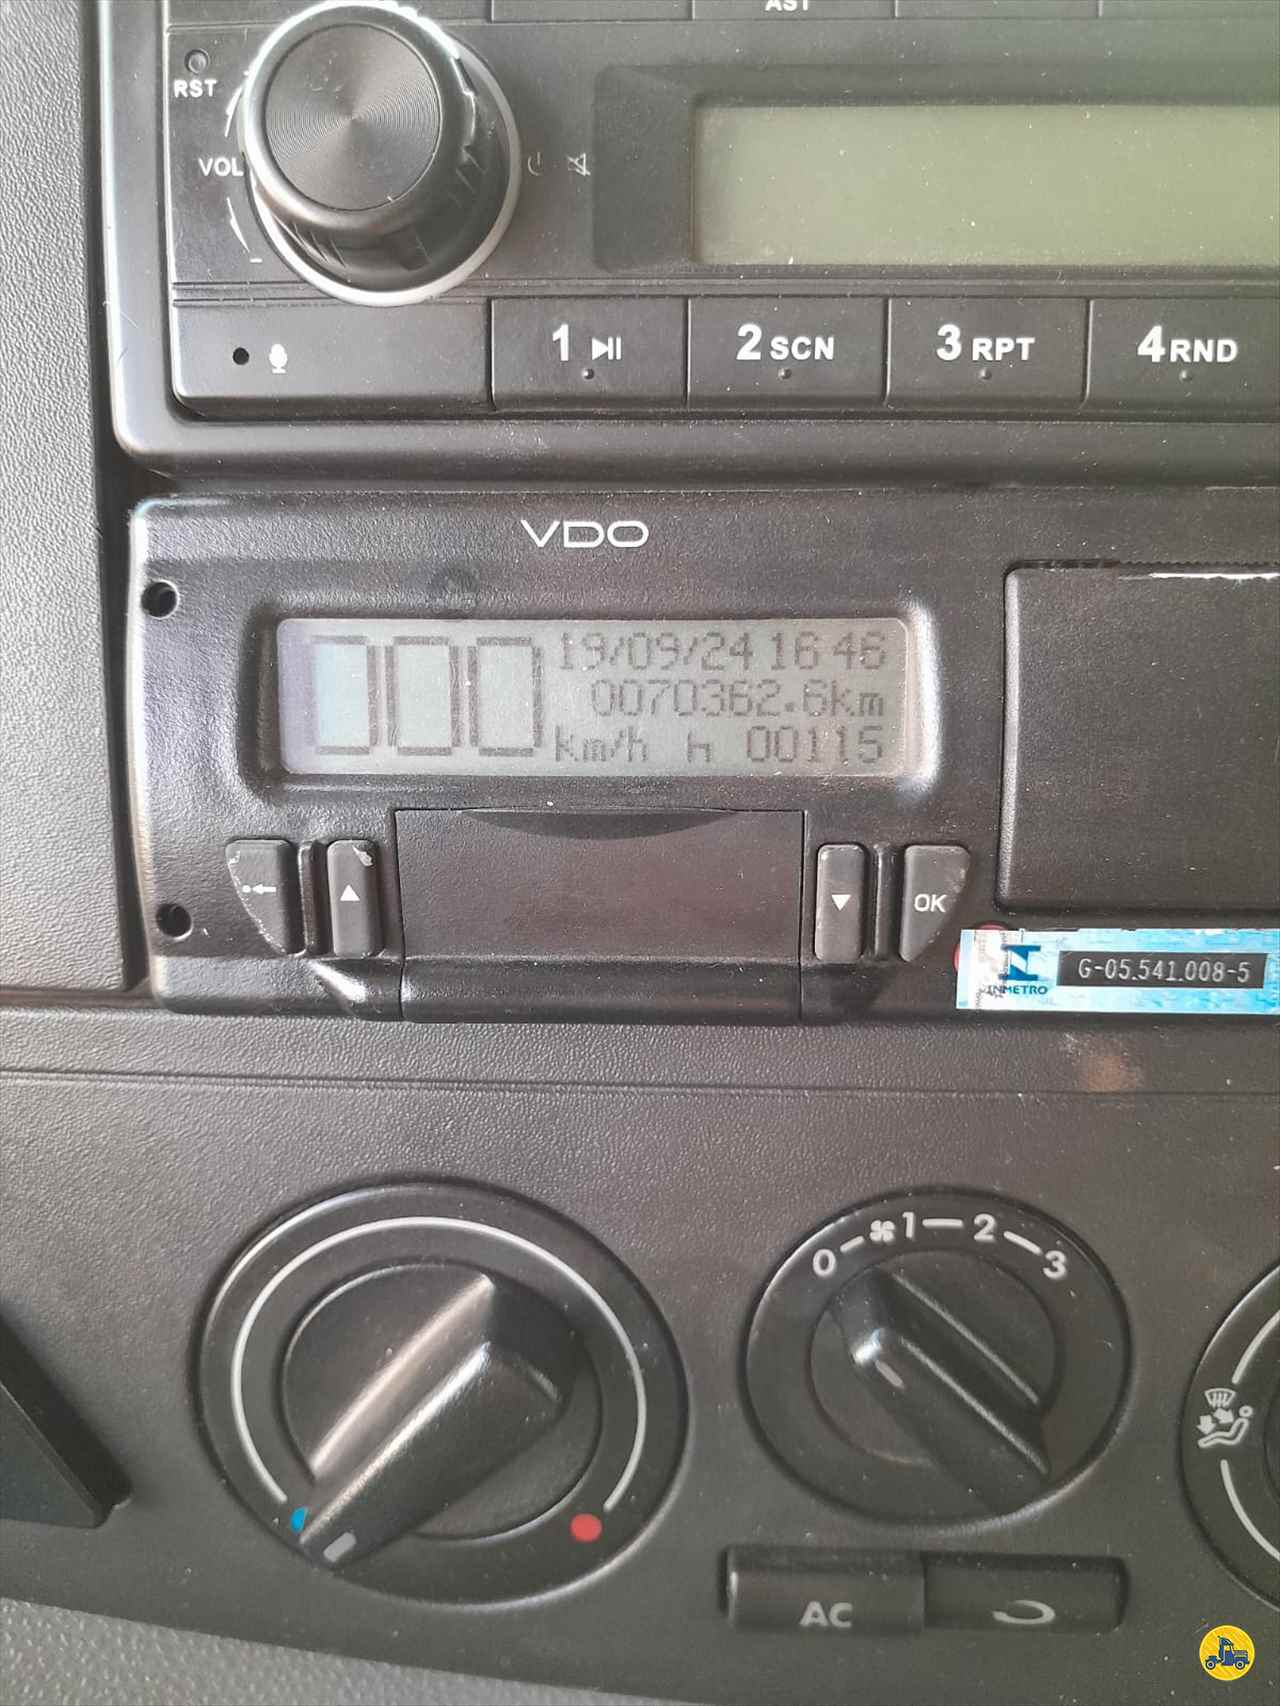 AST
RST
VOL
1 2 SCN 3 RPT 4 RND
VDO
000 19/09/24 16 46
0070362.6km
km/h h 00115
OK
INMETRO G-05.541.008-5
0 1 2 3
AC